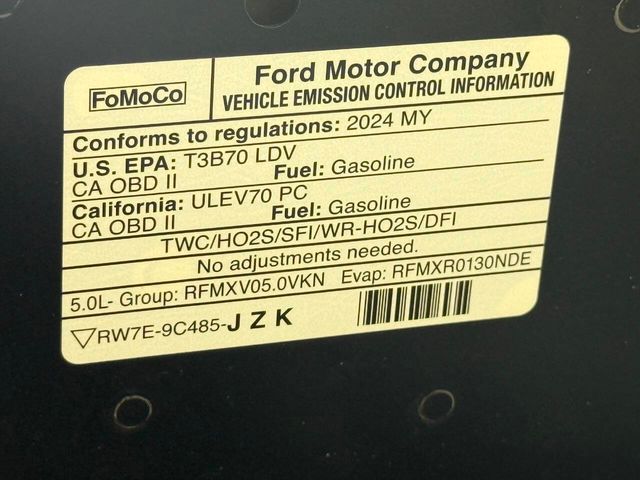 FoMoCo
Ford Motor Company
VEHICLE EMISSION CONTROL INFORMATION
Conforms to regulations: 2024 MY
U.S. EPA: T3B70 LDV
CA OBD II Fuel: Gasoline
California: ULEV70 PC
CA OBD II Fuel: Gasoline
TWC/HO2S/SFI/WR-HO2S/DFI
No adjustments needed.
5.0L- Group: RFMXV05.0VKN Evap: RFMXR0130NDE
RW7E-9C485-J Z K